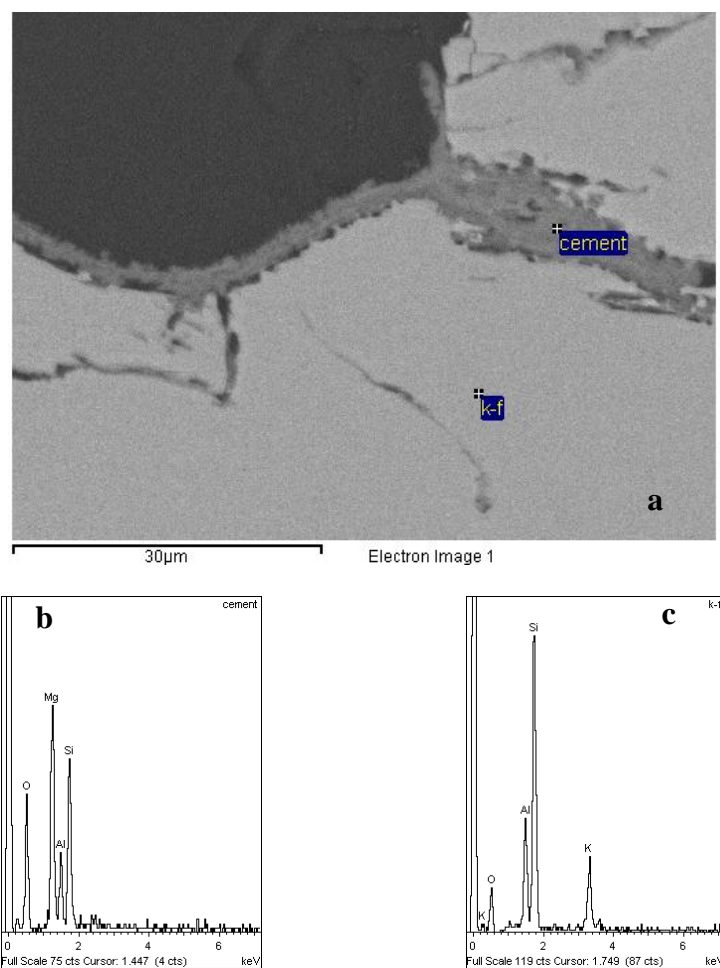 cement
k-f
a
30µm
Electron Image 1
b
cement
Mg
Si
O
Al
0 2 4 6
Full Scale 75 cts Cursor: 1.447 (4 cts) keV
c
Si
Al
K
O
K
0 2 4 6
Full Scale 119 cts Cursor: 1.749 (87 cts)